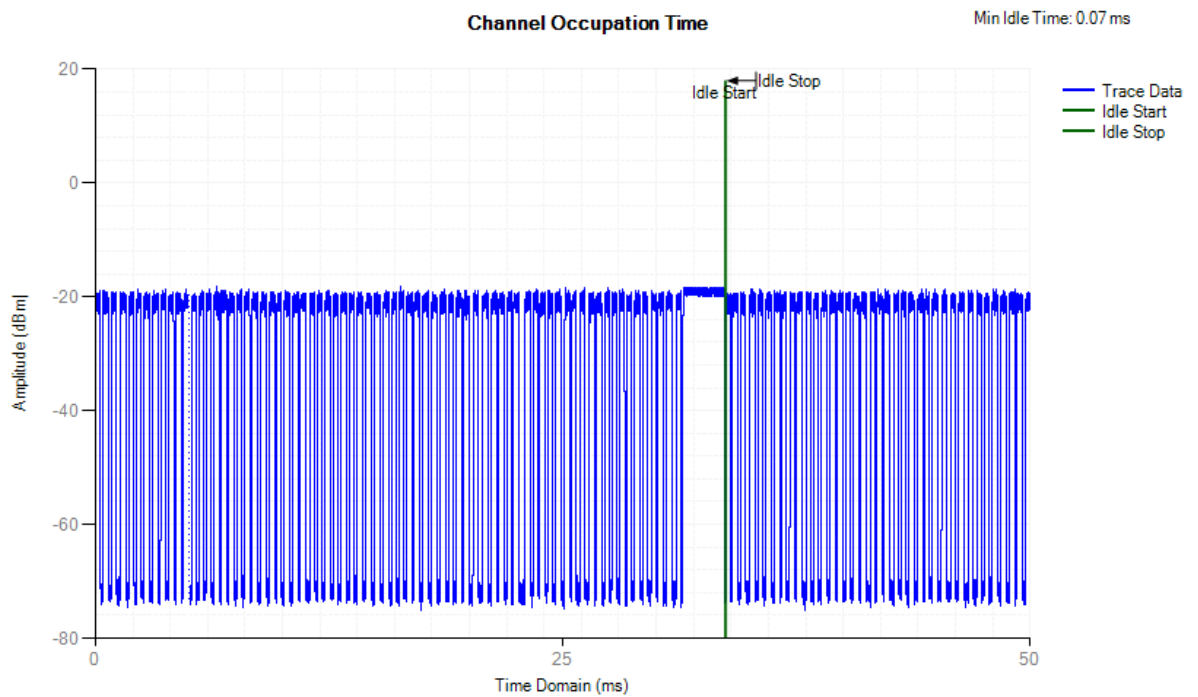 Channel Occupation Time
Min Idle Time: 0.07 ms
20
0
-20
-40
-60
-80
Amplitude (dBm)
Idle Start
Idle Stop
Trace Data
Idle Start
Idle Stop
0
25
50
Time Domain (ms)